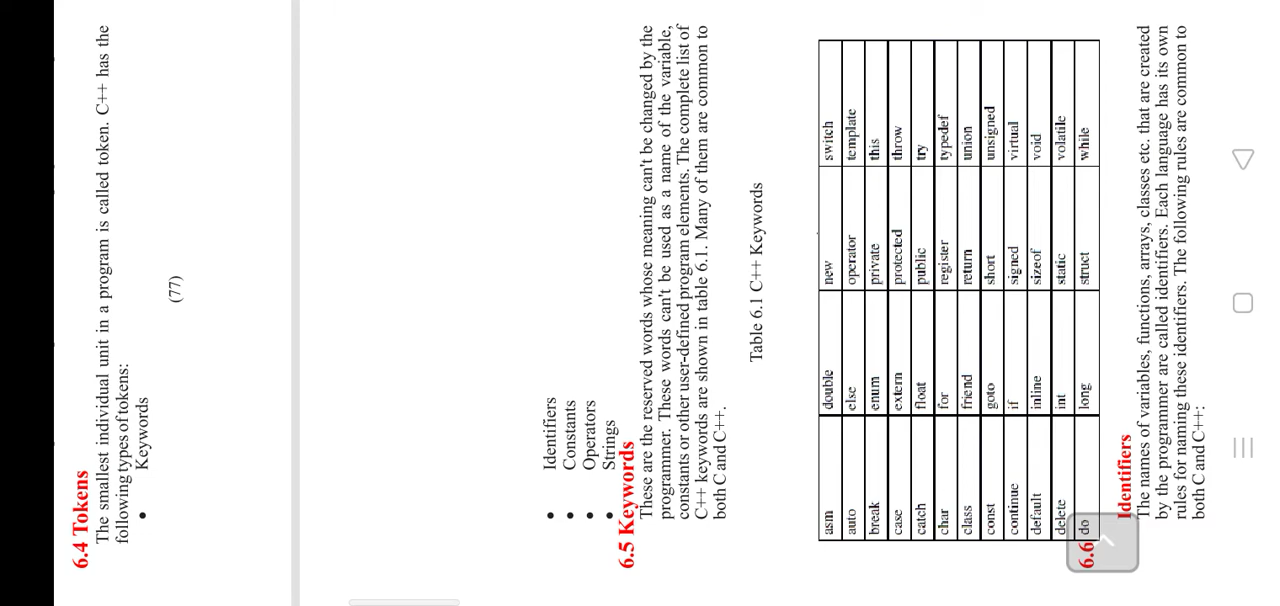 6.4 Tokens
The smallest individual unit in a program is called token. C++ has the
following types of tokens:
• Keywords
(77)
• Identifiers
• Constants
• Operators
• Strings
6.5 Keywords
These are the reserved words whose meaning can't be changed by the
programmer. These words can't be used as a name of the variable,
constants or other user-defined program elements. The complete list of
C++ keywords are shown in table 6.1. Many of them are common to
both C and C++.
Table 6.1 C++ Keywords
asm double new switch
auto else operator template
break enum private this
case extern protected throw
catch float public try
char for register typedef
class friend return union
const goto short unsigned
continue if signed virtual
default inline sizeof void
delete int static volatile
do long struct while
6.6 Identifiers
The names of variables, functions, arrays, classes etc. that are created
by the programmer are called identifiers. Each language has its own
rules for naming these identifiers. The following rules are common to
both C and C++: